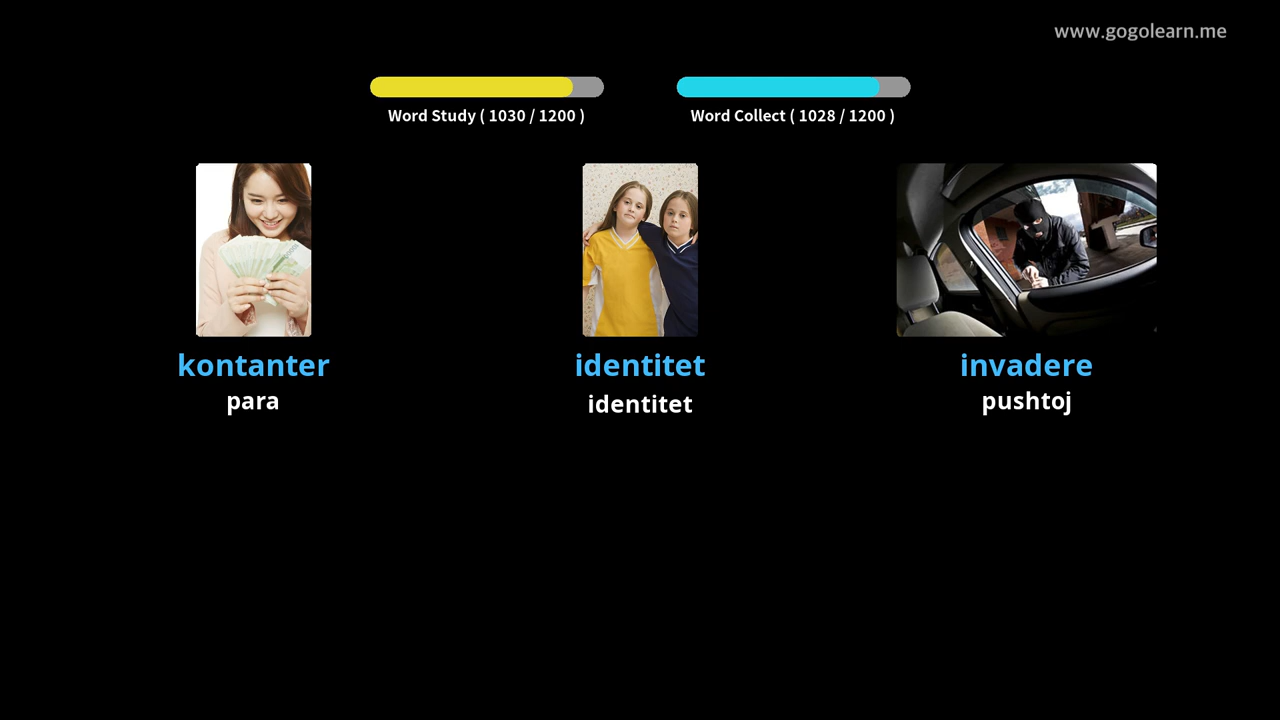 www.gogolearn.me
Word Study ( 1030 / 1200 )
Word Collect ( 1028 / 1200 )
kontanter
para
identitet
identitet
invadere
pushtoj